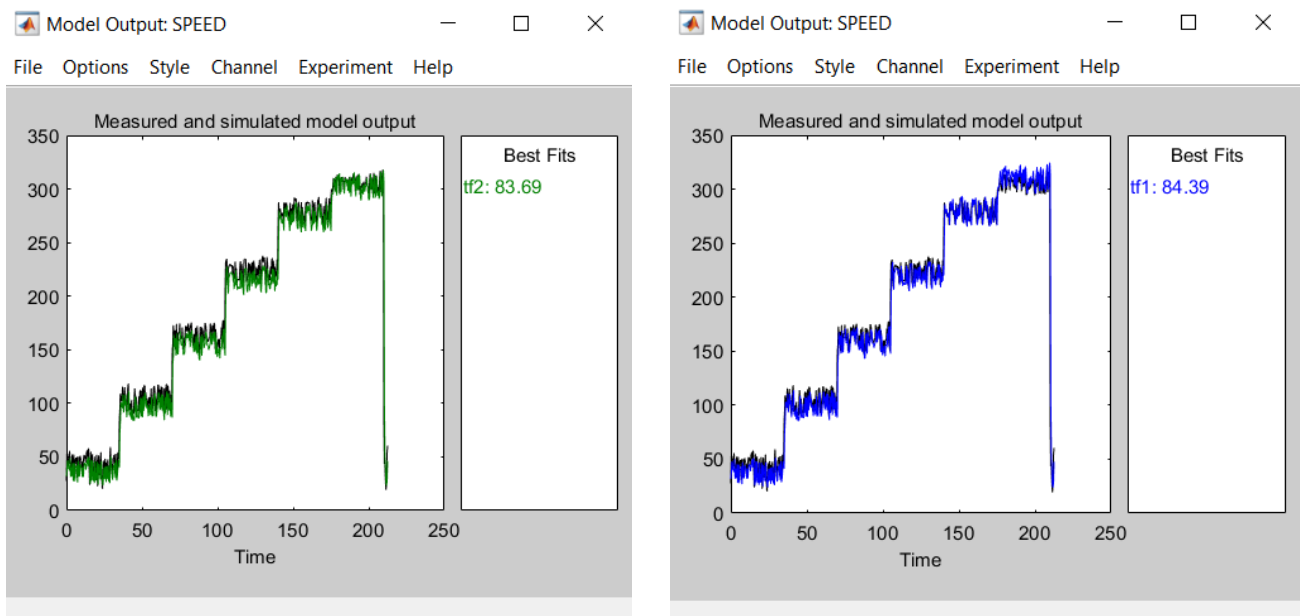 Model Output: SPEED
File Options Style Channel Experiment Help
Measured and simulated model output
350
300
250
200
150
100
50
0
0 50 100 150 200 250
Time
Best Fits
tf2: 83.69
Model Output: SPEED
File Options Style Channel Experiment Help
Measured and simulated model output
350
300
250
200
150
100
50
0
0 50 100 150 200 250
Time
Best Fits
tf1: 84.39